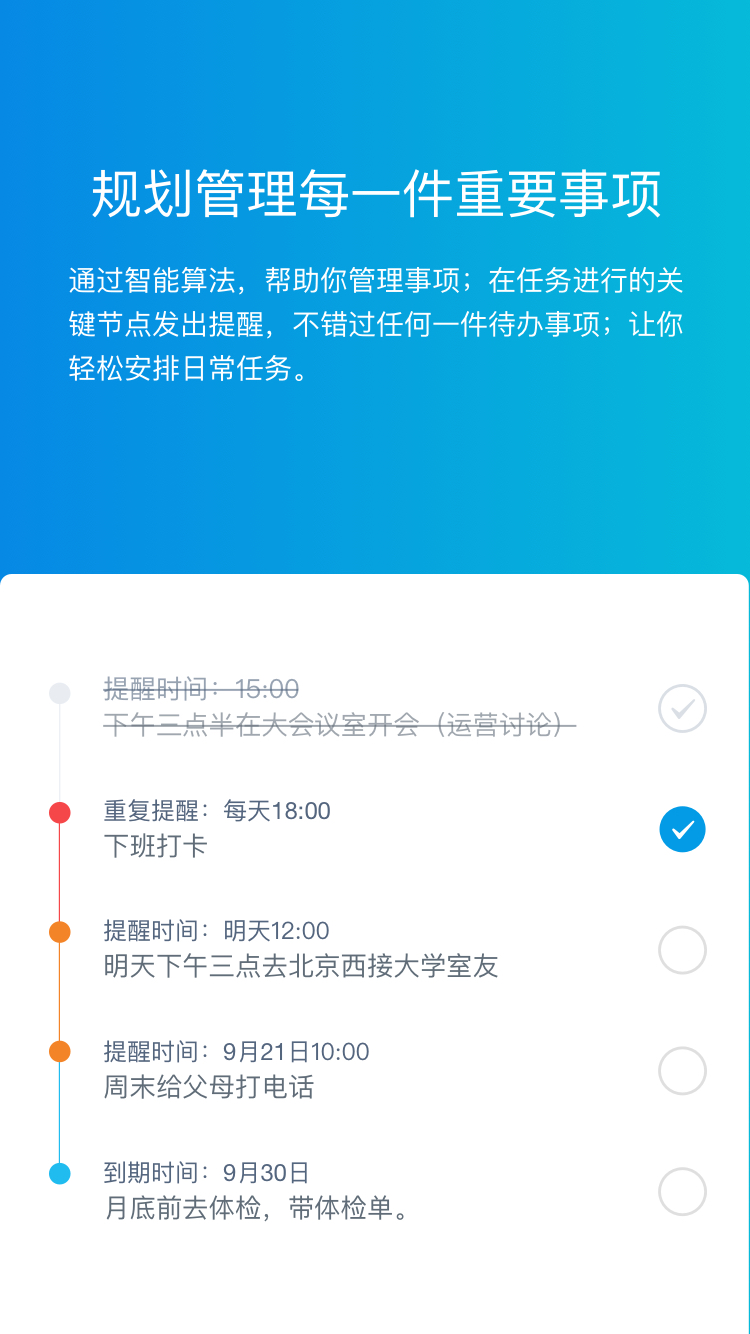 规划管理每一件重要事项
通过智能算法，帮助你管理事项；在任务进行的关
键节点发出提醒，不错过任何一件待办事项；让你
轻松安排日常任务。
提醒时间：15:00
下午三点半在大会议室开会（运营讨论）
重复提醒：每天18:00
下班打卡
提醒时间：明天12:00
明天下午三点去北京西接大学室友
提醒时间：9月21日10:00
周末给父母打电话
到期时间：9月30日
月底前去体检，带体检单。